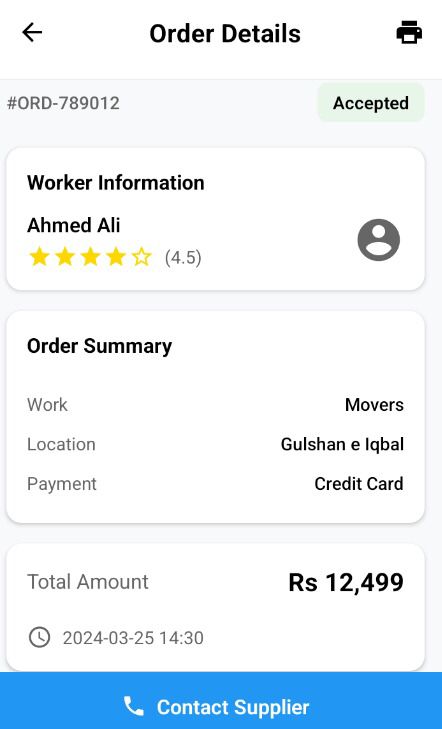 Order Details
#ORD-789012 Accepted
Worker Information
Ahmed Ali
(4.5)
Order Summary
Work Movers
Location Gulshan e Iqbal
Payment Credit Card
Total Amount Rs 12,499
2024-03-25 14:30
Contact Supplier